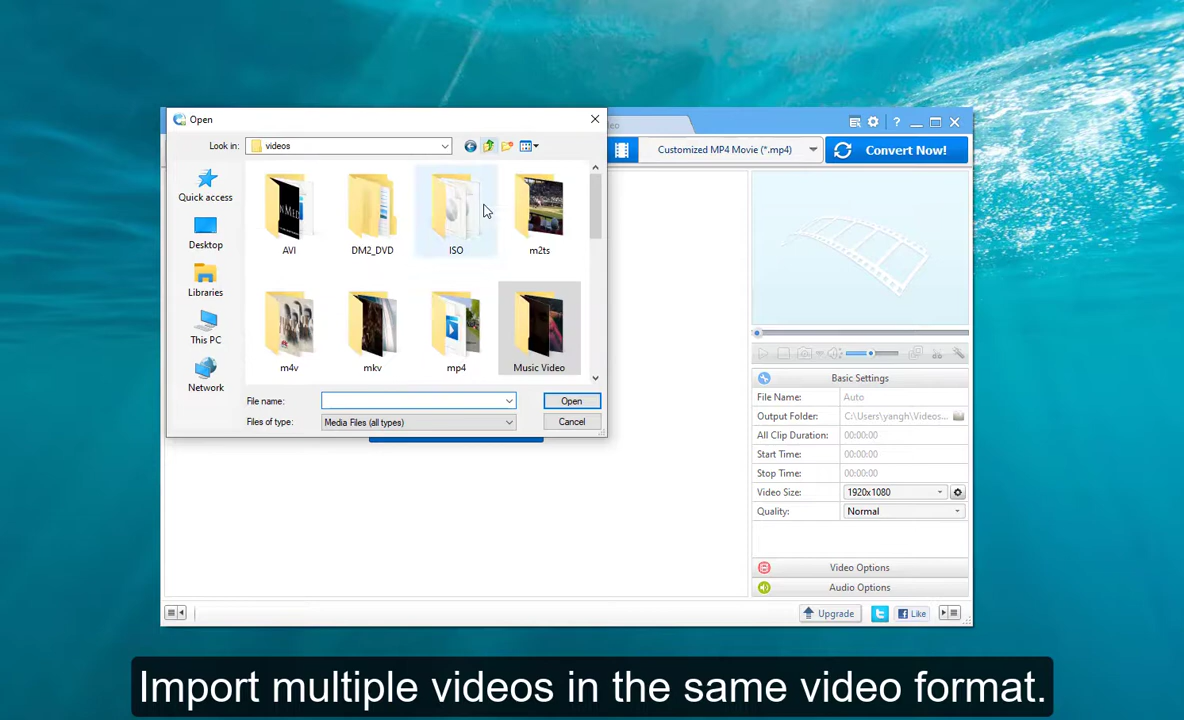 Open
eo
Look in:
videos
Customized MP4 Movie (*.mp4)
Convert Now!
Quick access
Desktop
Libraries
This PC
Network
AVI
DM2_DVD
ISO
m2ts
m4v
mkv
mp4
Music Video
File name:
Open
Files of type:
Media Files (all types)
Cancel
Basic Settings
File Name:
Auto
Output Folder:
C:\Users\yangh\Videos...
All Clip Duration:
00:00:00
Start Time:
00:00:00
Stop Time:
00:00:00
Video Size:
1920x1080
Quality:
Normal
Video Options
Audio Options
Upgrade
Like
Import multiple videos in the same video format.